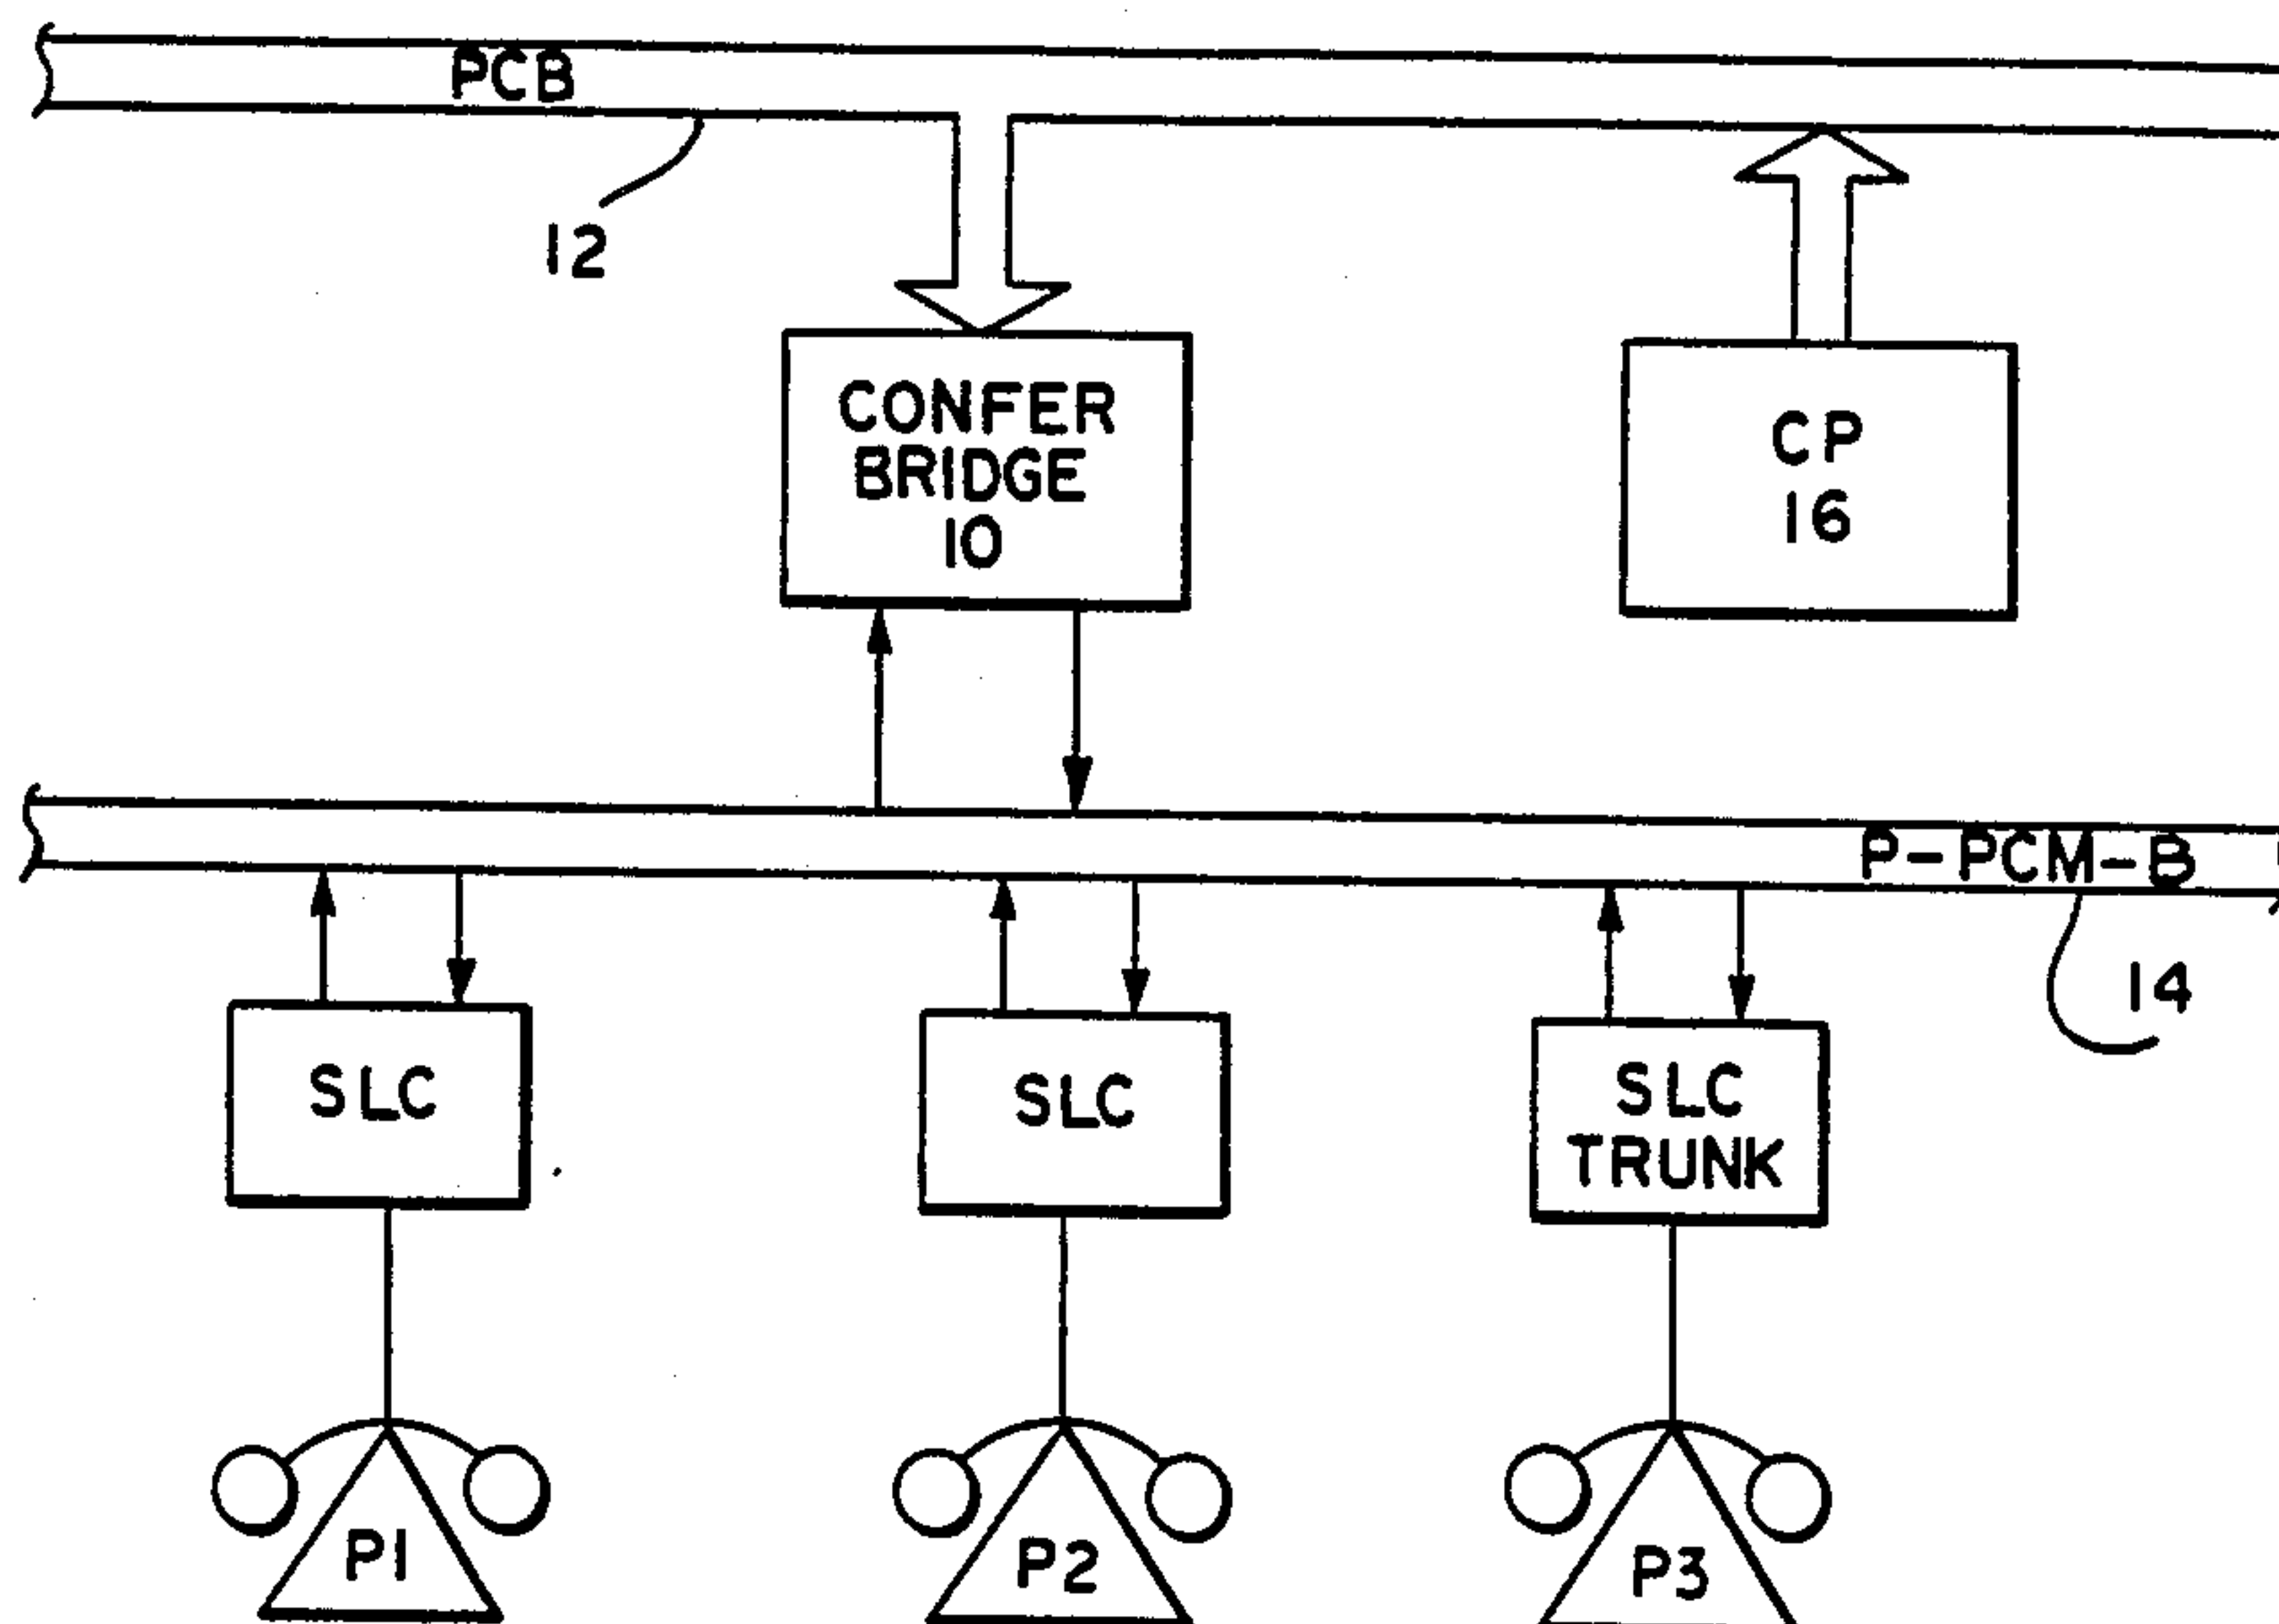 PCB
12
CONFER
BRIDGE
10
CP
16
P-PCM-B
14
SLC
SLC
SLC
TRUNK
P1
P2
P3